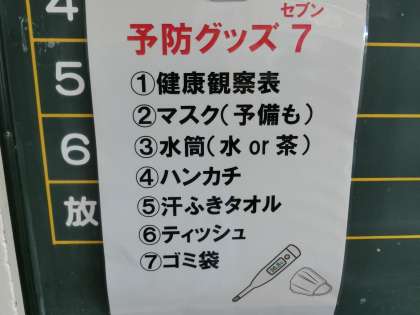 セブン
予防グッズ7
①健康観察表
②マスク(予備も)
③水筒(水 or 茶)
④ハンカチ
⑤汗ふきタオル
⑥ティッシュ
⑦ゴミ袋
4
5
6
放